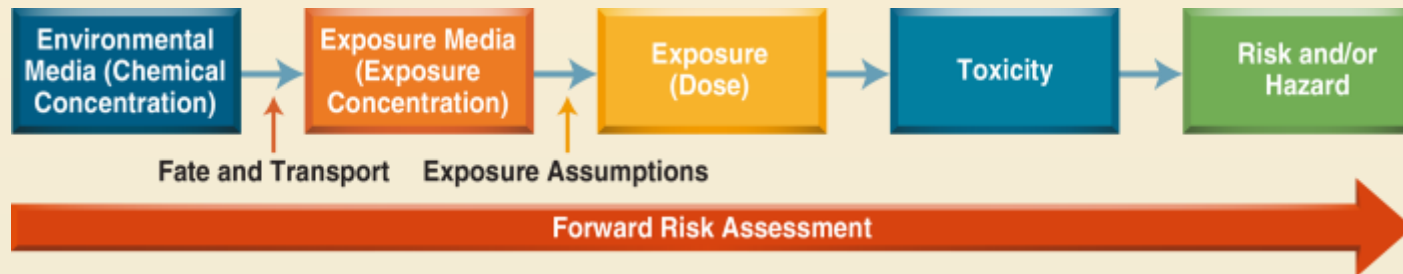 Environmental
Media (Chemical
Concentration)
Exposure Media
(Exposure
Concentration)
Exposure
(Dose)
Toxicity
Risk and/or
Hazard
Fate and Transport
Exposure Assumptions
Forward Risk Assessment